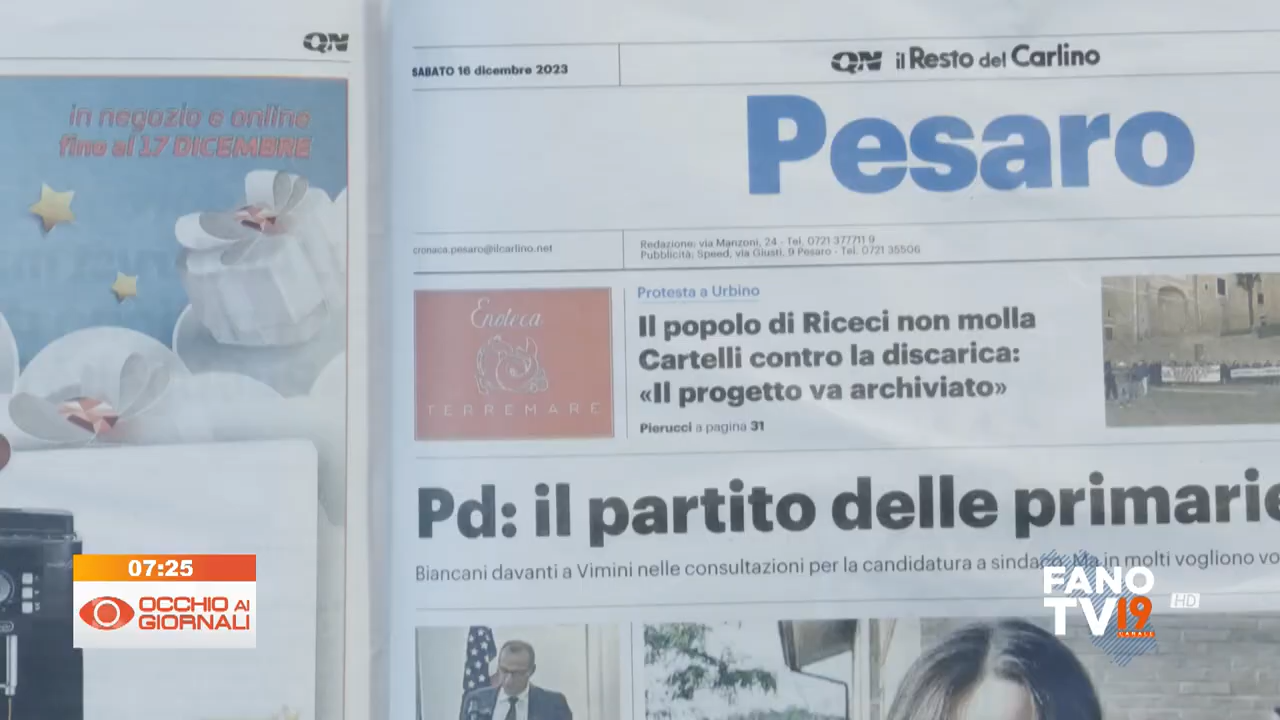 QN
in negozio e online
fino al 17 DICEMBRE
SABATO 16 dicembre 2023
QN il Resto del Carlino
Pesaro
cronaca.pesaro@ilcarlino.net
Redazione: via Manzoni, 24 - Tel. 0721 377711 9
Pubblicità: Speed, via Giusti, 9 Pesaro - Tel. 0721 35506
Enoteca
TERREMARE
Protesta a Urbino
Il popolo di Riceci non molla
Cartelli contro la discarica:
«Il progetto va archiviato»
Pierucci a pagina 31
Pd: il partito delle primarie
Biancani davanti a Vimini nelle consultazioni per la candidatura a sindaco. Ma in molti vogliono
07:25
OCCHIO AI
GIORNALI
FANO
TV 19
CANALE
HD